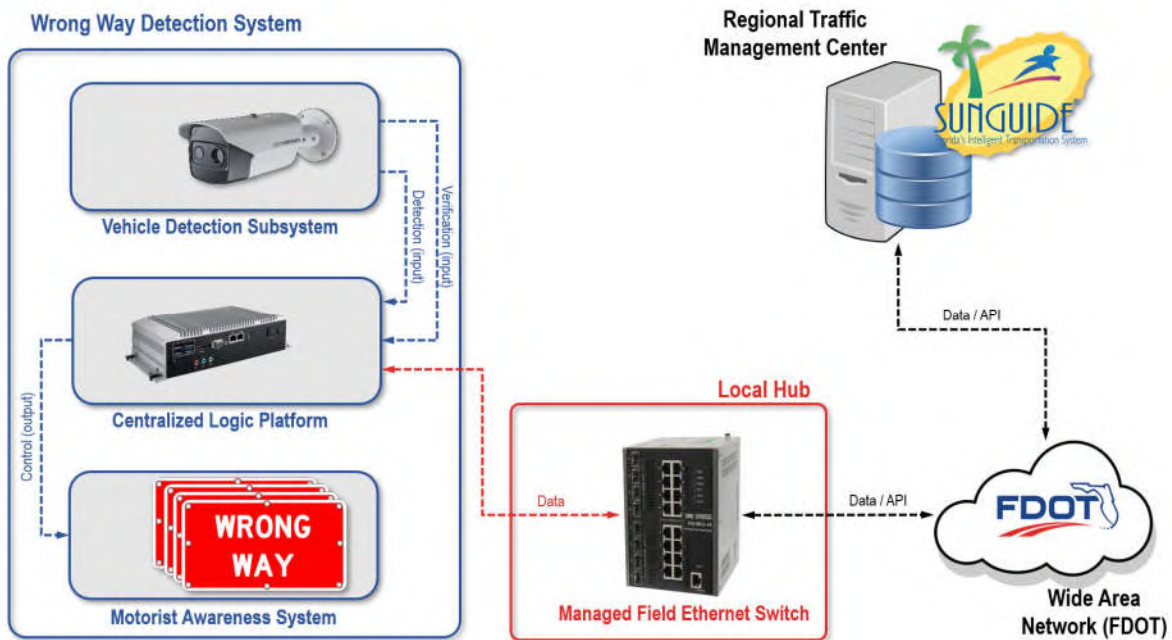 Wrong Way Detection System
Vehicle Detection Subsystem
Detection (input)
Verification (input)
Centralized Logic Platform
Control (output)
WRONG
WAY
Motorist Awareness System
Data
Local Hub
Managed Field Ethernet Switch
Data / API
FDOT
Wide Area
Network (FDOT)
Data / API
Regional Traffic
Management Center
SUNGUIDE
rida's Intelligent Transportation System